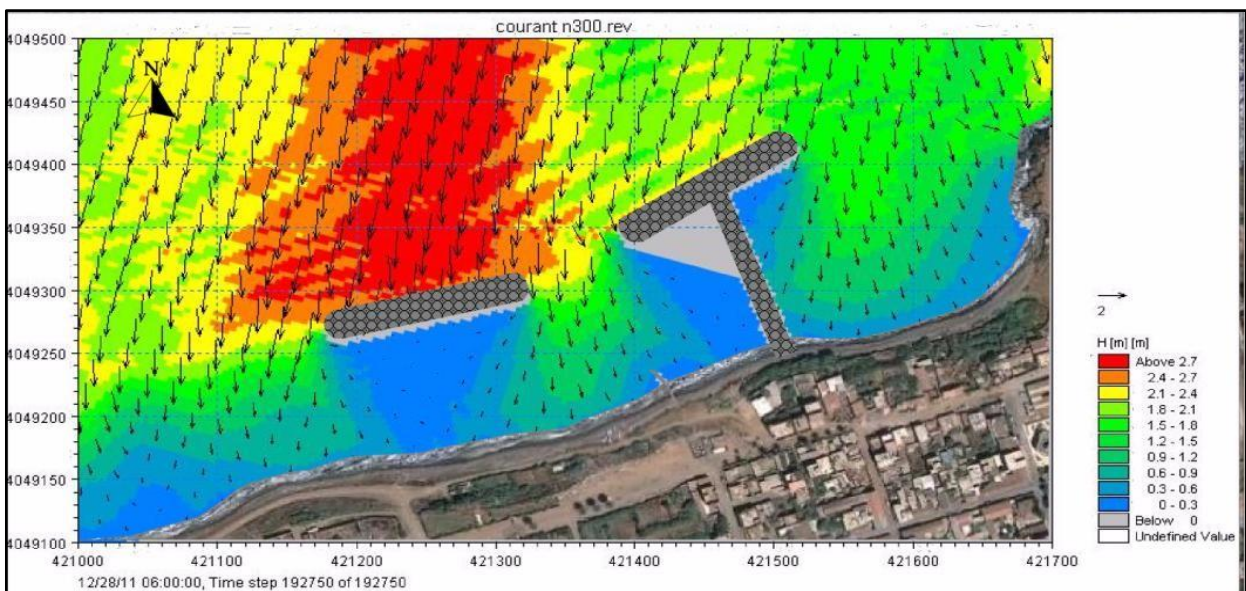 courant n300.rev
4049500
4049450
4049400
4049350
4049300
4049250
4049200
4049150
4049100
N
421000 421100 421200 421300 421400 421500 421600 421700
12/28/11 06:00:00, Time step 192750 of 192750
2
H [m] [m]
Above 2.7
2.4 - 2.7
2.1 - 2.4
1.8 - 2.1
1.5 - 1.8
1.2 - 1.5
0.9 - 1.2
0.6 - 0.9
0.3 - 0.6
0 - 0.3
Below 0
Undefined Value